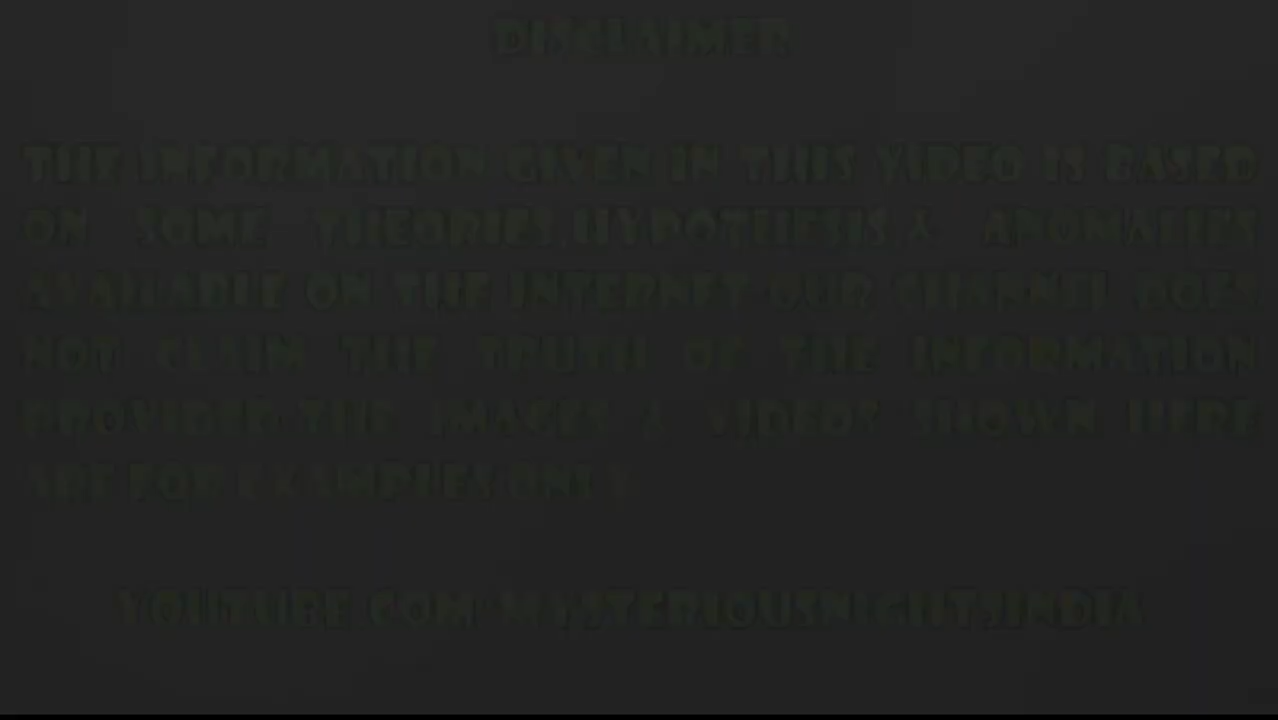 DISCLAIMER
THE INFORMATION GIVEN IN THIS VIDEO IS BASED
ON SOME THEORIES, HYPOTHESIS & ANOMALIES
AVAILABLE ON THE INTERNET OUR CHANNEL DOES
NOT CLAIM THE TRUTH OF THE INFORMATION
PROVIDED THE IMAGES & VIDEOS SHOWN HERE
ARE FOR EXAMPLES ONLY
YOUTUBE COM MYSTERIOUSNIGHTSINDIA